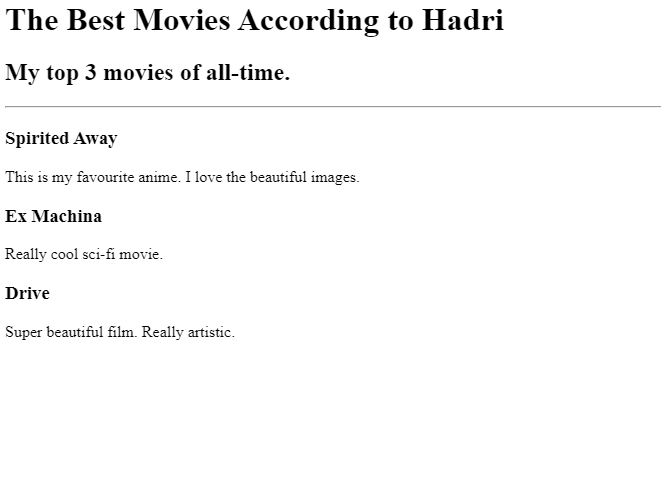 The Best Movies According to Hadri
My top 3 movies of all-time.
Spirited Away
This is my favourite anime. I love the beautiful images.
Ex Machina
Really cool sci-fi movie.
Drive
Super beautiful film. Really artistic.